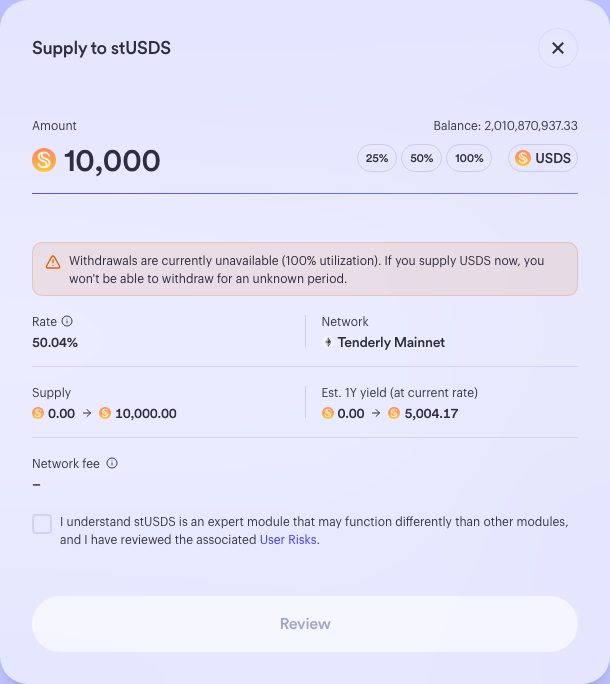 Supply to stUSDS
Amount
Balance: 2,010,870,937.33
10,000
25%
50%
100%
USDS
Withdrawals are currently unavailable (100% utilization). If you supply USDS now, you
won't be able to withdraw for an unknown period.
Rate
Network
50.04%
Tenderly Mainnet
Supply
Est. 1Y yield (at current rate)
0.00 → 10,000.00
0.00 → 5,004.17
Network fee
–
I understand stUSDS is an expert module that may function differently than other modules,
and I have reviewed the associated User Risks.
Review